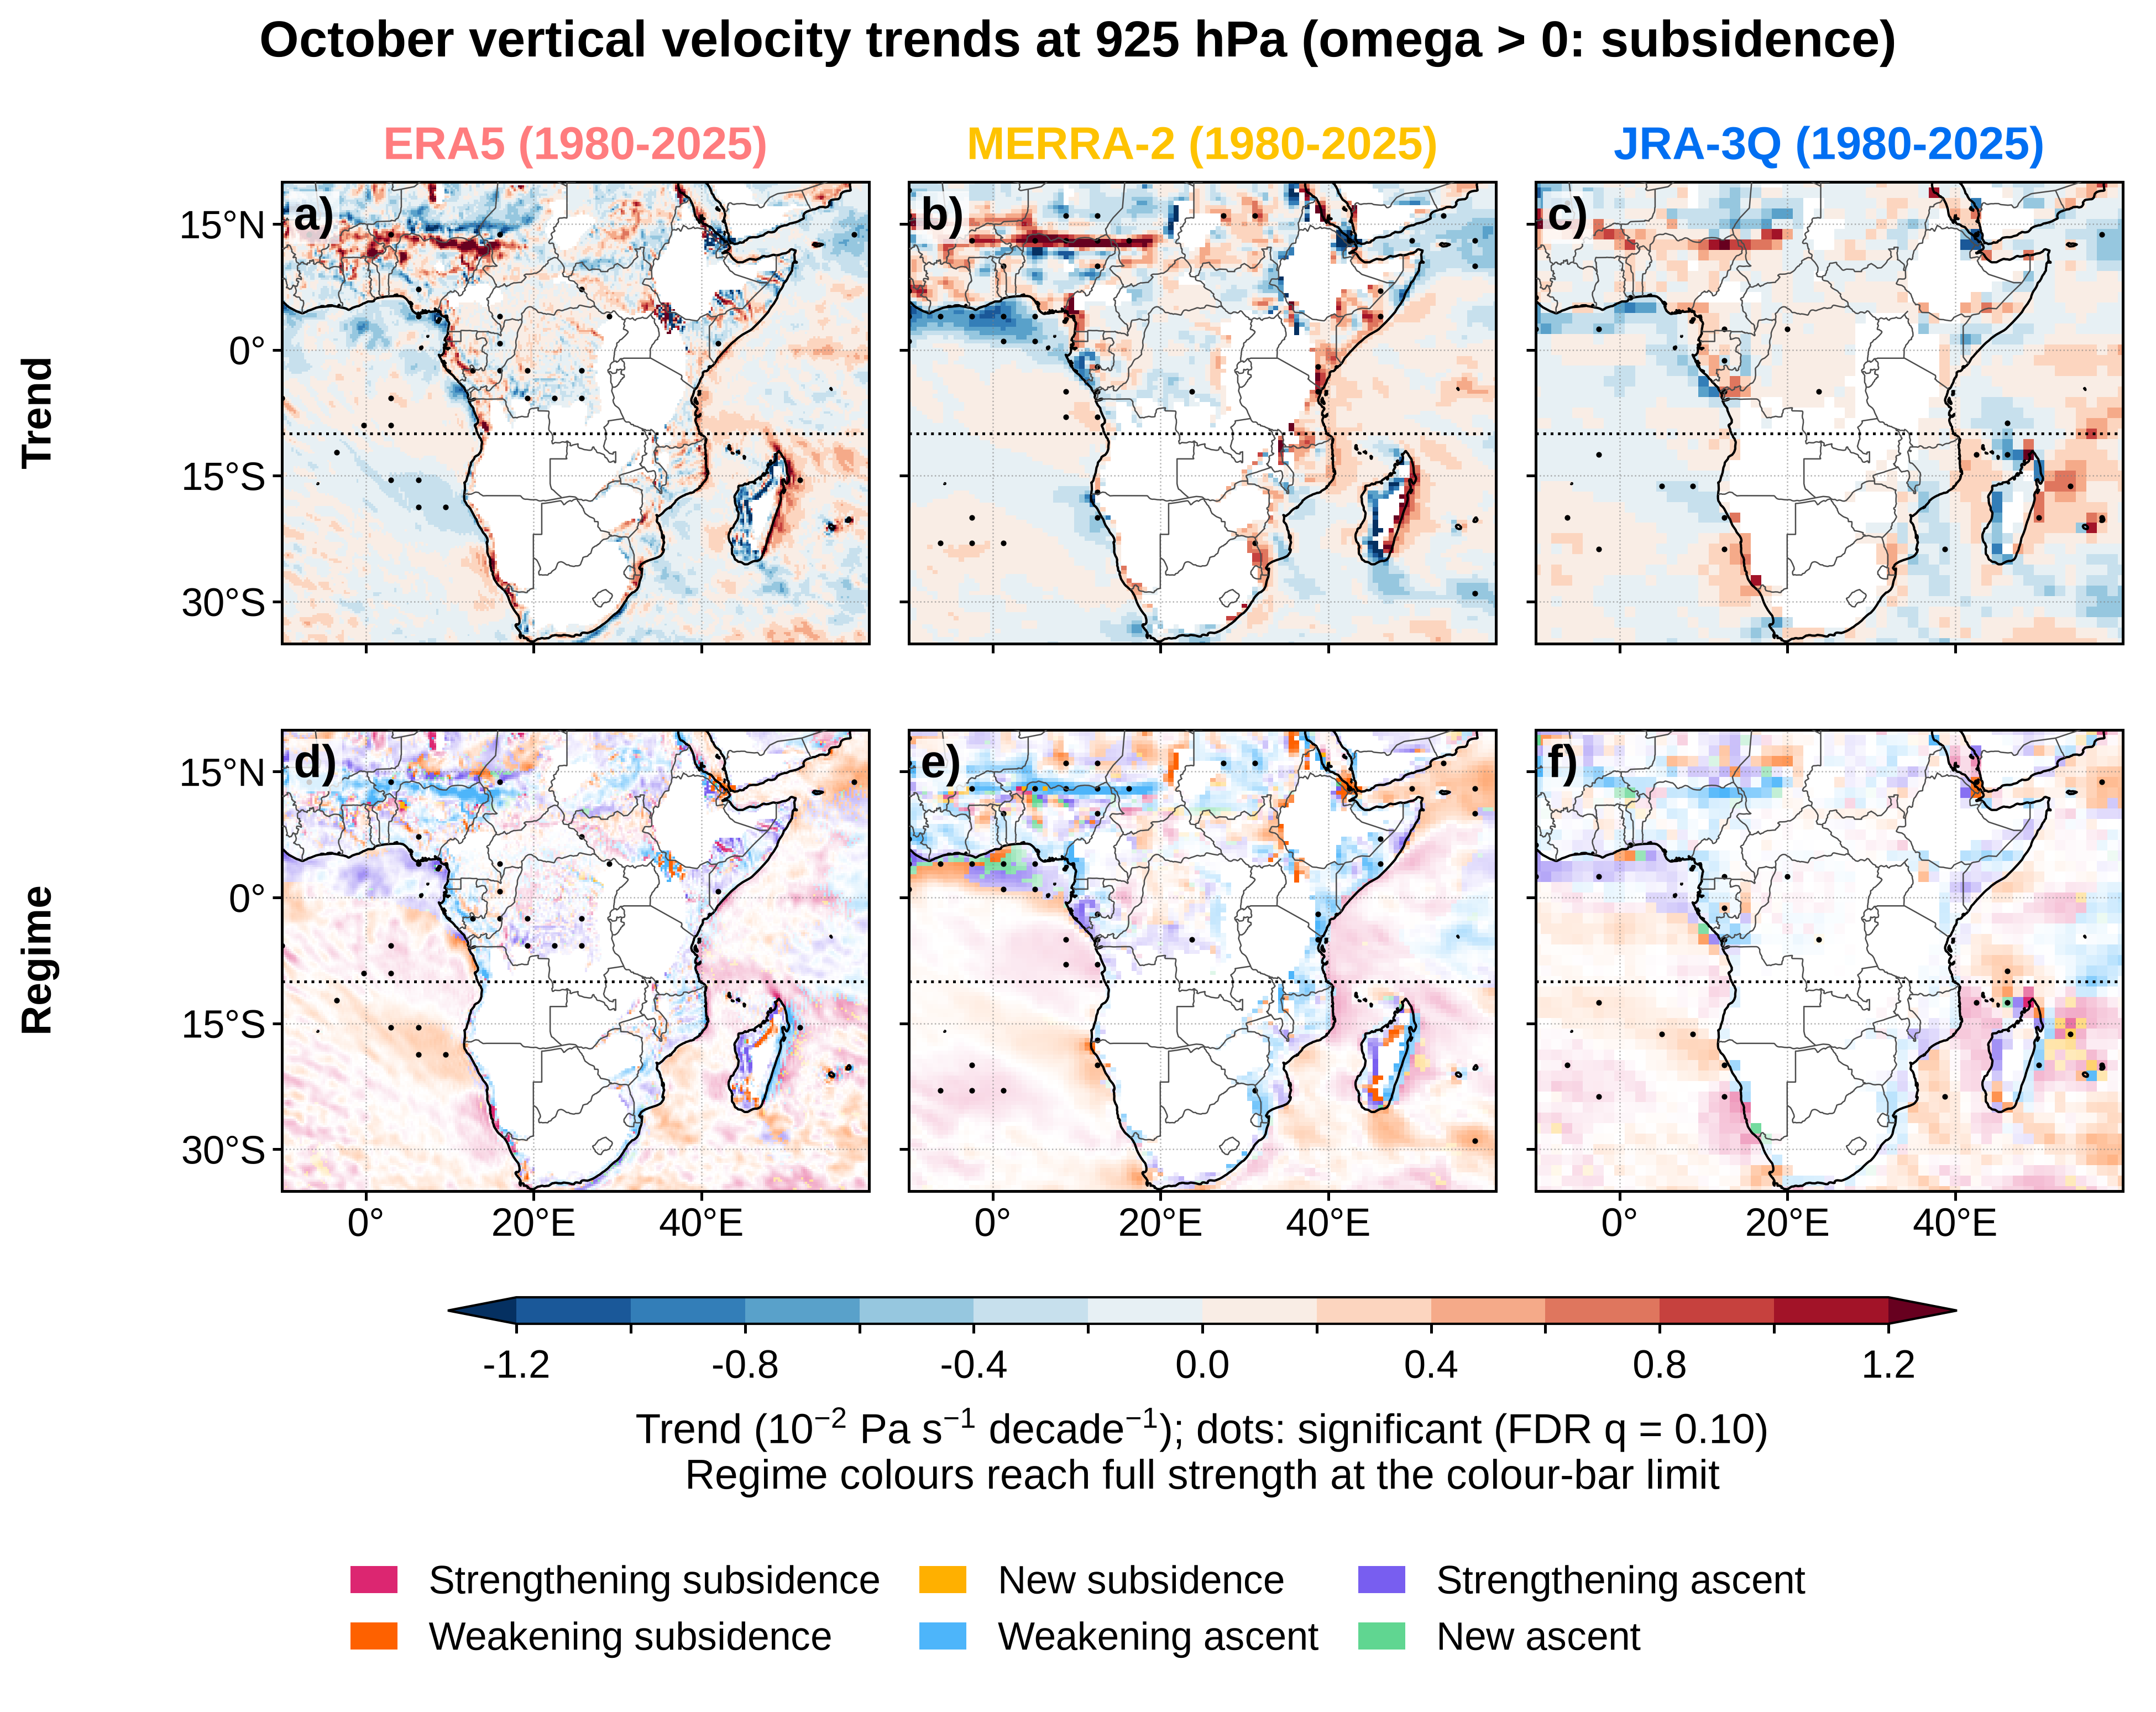 October vertical velocity trends at 925 hPa (omega > 0: subsidence)
ERA5 (1980-2025) MERRA-2 (1980-2025) JRA-3Q (1980-2025)
Trend
a) b) c)
15°N
0°
15°S
30°S
Regime
d) e) f)
15°N
0°
15°S
30°S
0° 20°E 40°E 0° 20°E 40°E 0° 20°E 40°E
-1.2 -0.8 -0.4 0.0 0.4 0.8 1.2
Trend (10⁻² Pa s⁻¹ decade⁻¹); dots: significant (FDR q = 0.10)
Regime colours reach full strength at the colour-bar limit
Strengthening subsidence New subsidence Strengthening ascent
Weakening subsidence Weakening ascent New ascent